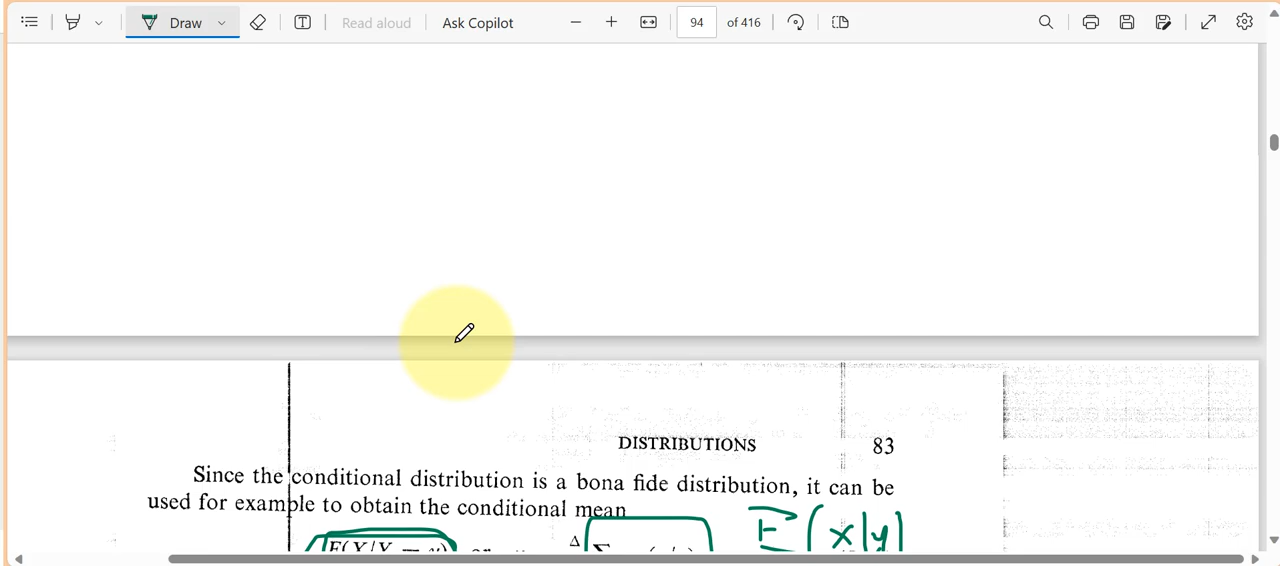 Draw Read aloud Ask Copilot 94 of 416
DISTRIBUTIONS 83
Since the conditional distribution is a bona fide distribution, it can be
used for example to obtain the conditional mean
E(X/Y = y) or Δ Σ E(x|y)